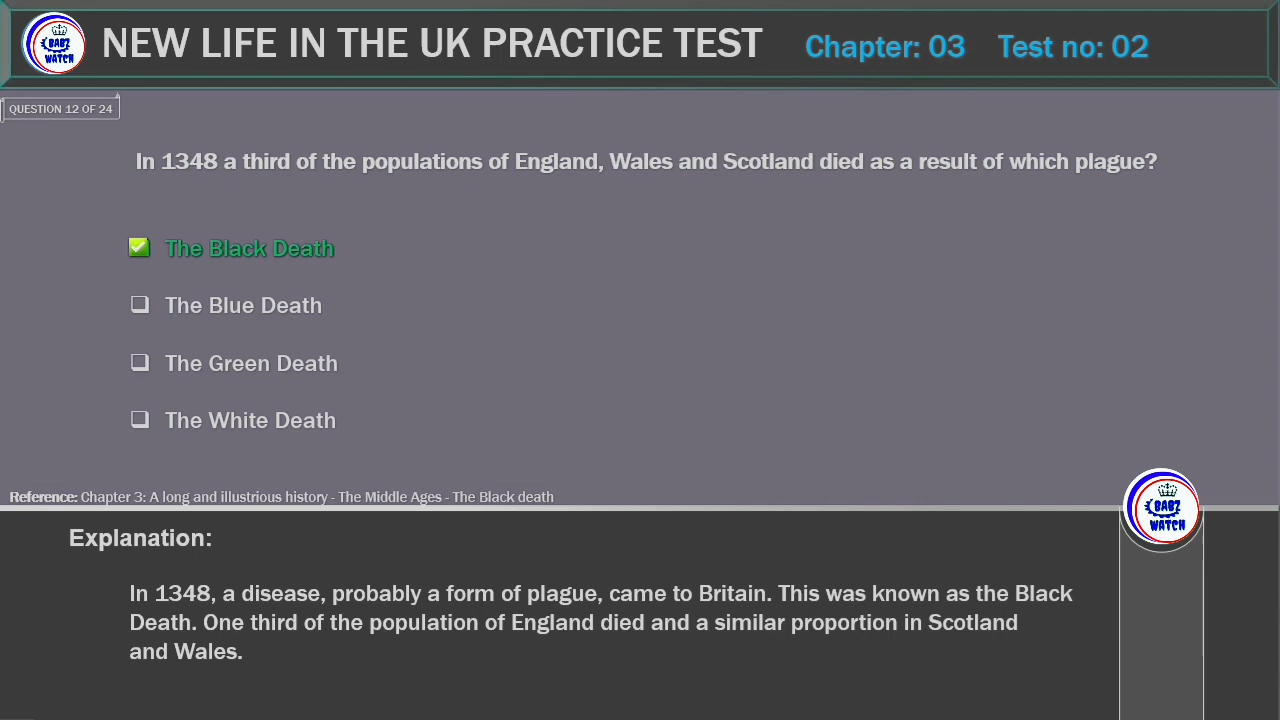 BABZ
WATCH
NEW LIFE IN THE UK PRACTICE TEST
Chapter: 03
Test no: 02
QUESTION 12 OF 24
In 1348 a third of the populations of England, Wales and Scotland died as a result of which plague?
The Black Death
The Blue Death
The Green Death
The White Death
Reference: Chapter 3: A long and illustrious history - The Middle Ages - The Black death
BABZ
WATCH
Explanation:
In 1348, a disease, probably a form of plague, came to Britain. This was known as the Black
Death. One third of the population of England died and a similar proportion in Scotland
and Wales.